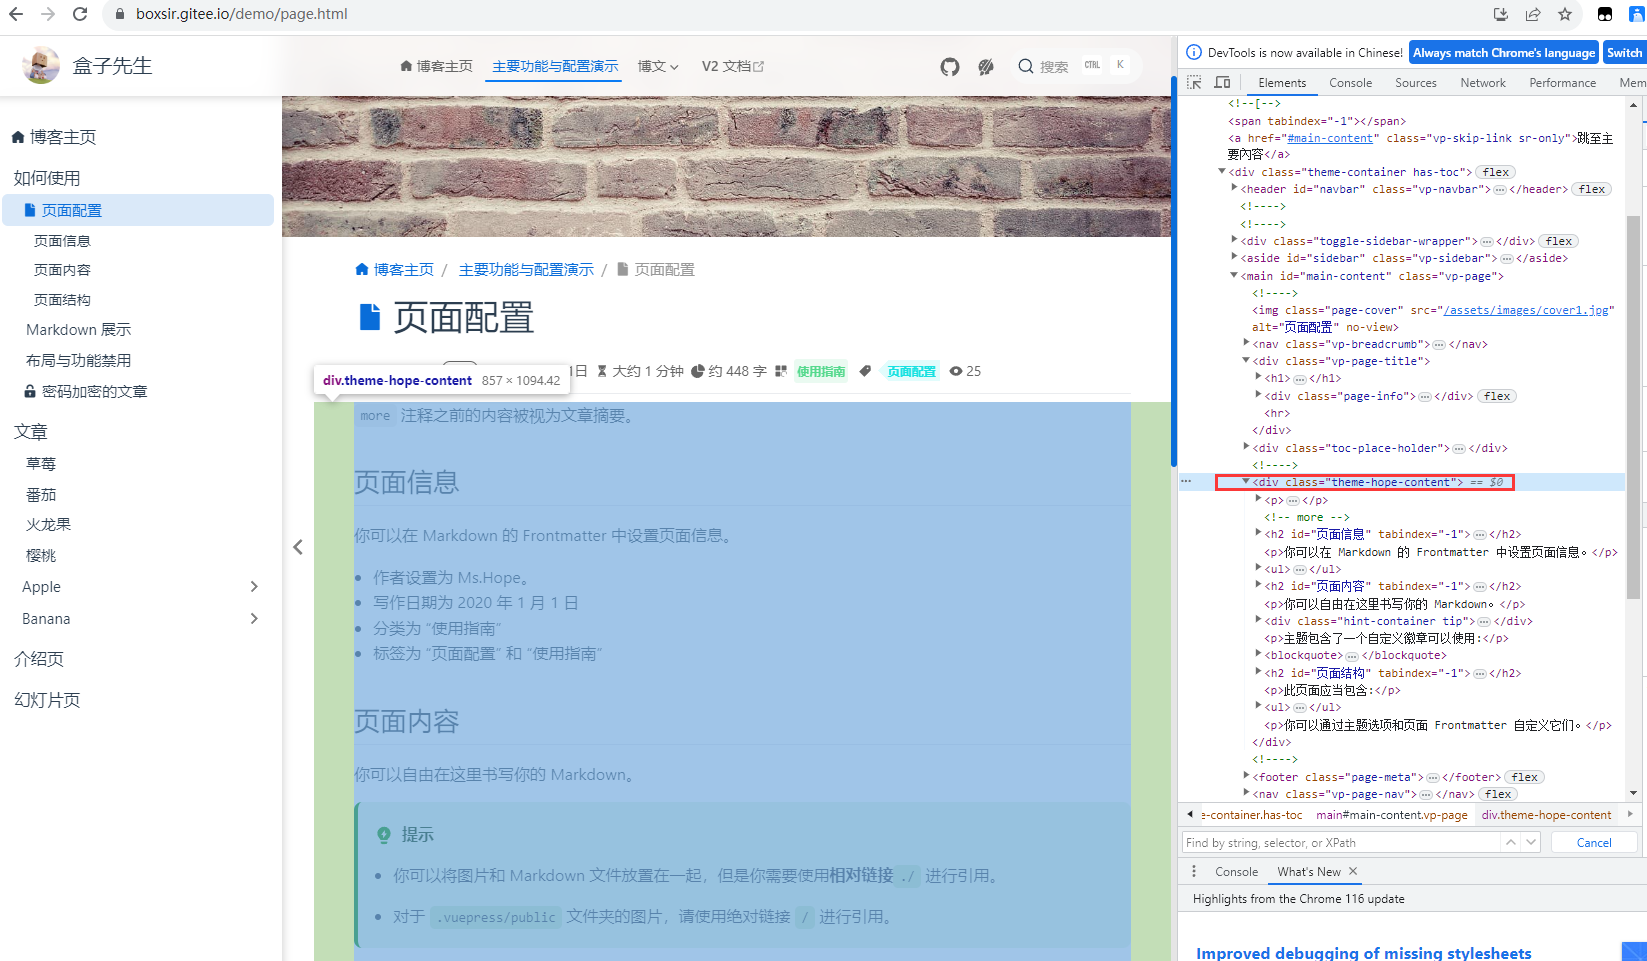 boxsir.gitee.io/demo/page.html
盒子先生
博客主页
主要功能与配置演示
博文
V2 文档
搜索
CTRL
K
博客主页
如何使用
页面配置
页面信息
页面内容
页面结构
Markdown 展示
布局与功能禁用
密码加密的文章
文章
草莓
番茄
火龙果
樱桃
Apple
Banana
介绍页
幻灯片页
博客主页 / 主要功能与配置演示 / 页面配置
页面配置
1日 大约 1 分钟 约 448 字 使用指南 页面配置 25
div.theme-hope-content 857 × 1094.42
more 注释之前的内容被视为文章摘要。
页面信息
你可以在 Markdown 的 Frontmatter 中设置页面信息。
作者设置为 Ms.Hope。
写作日期为 2020 年 1 月 1 日
分类为 “使用指南”
标签为 “页面配置” 和 “使用指南”
页面内容
你可以自由在这里书写你的 Markdown。
提示
你可以将图片和 Markdown 文件放置在一起，但是你需要使用相对链接 ./ 进行引用。
对于 .vuepress/public 文件夹的图片，请使用绝对链接 / 进行引用。
DevTools is now available in Chinese! Always match Chrome's language Switch
Elements Console Sources Network Performance Mem
<!--[-->
<span tabindex="-1"></span>
<a href="#main-content" class="vp-skip-link sr-only">跳至主
要內容</a>
<div class="theme-container has-toc"> flex
<header id="navbar" class="vp-navbar">…</header> flex
<!---->
<!---->
<div class="toggle-sidebar-wrapper">…</div> flex
<aside id="sidebar" class="vp-sidebar">…</aside>
<main id="main-content" class="vp-page">
<!---->
<img class="page-cover" src="/assets/images/cover1.jpg"
alt="页面配置" no-view>
<nav class="vp-breadcrumb">…</nav>
<div class="vp-page-title">
<h1>…</h1>
<div class="page-info">…</div> flex
<hr>
</div>
<div class="toc-place-holder">…</div>
<!---->
<div class="theme-hope-content"> == $0
<p>…</p>
<!-- more -->
<h2 id="页面信息" tabindex="-1">…</h2>
<p>你可以在 Markdown 的 Frontmatter 中设置页面信息。</p>
<ul>…</ul>
<h2 id="页面内容" tabindex="-1">…</h2>
<p>你可以自由在这里书写你的 Markdown。</p>
<div class="hint-container tip">…</div>
<p>主题包含了一个自定义徽章可以使用:</p>
<blockquote>…</blockquote>
<h2 id="页面结构" tabindex="-1">…</h2>
<p>此页面应当包含:</p>
<ul>…</ul>
<p>你可以通过主题选项和页面 Frontmatter 自定义它们。</p>
</div>
<!---->
<footer class="page-meta">…</footer> flex
<nav class="vp-page-nav">…</nav> flex
e-container.has-toc main#main-content.vp-page div.theme-hope-content
Find by string, selector, or XPath
Cancel
Console What's New
Highlights from the Chrome 116 update
Improved debugging of missing stylesheets